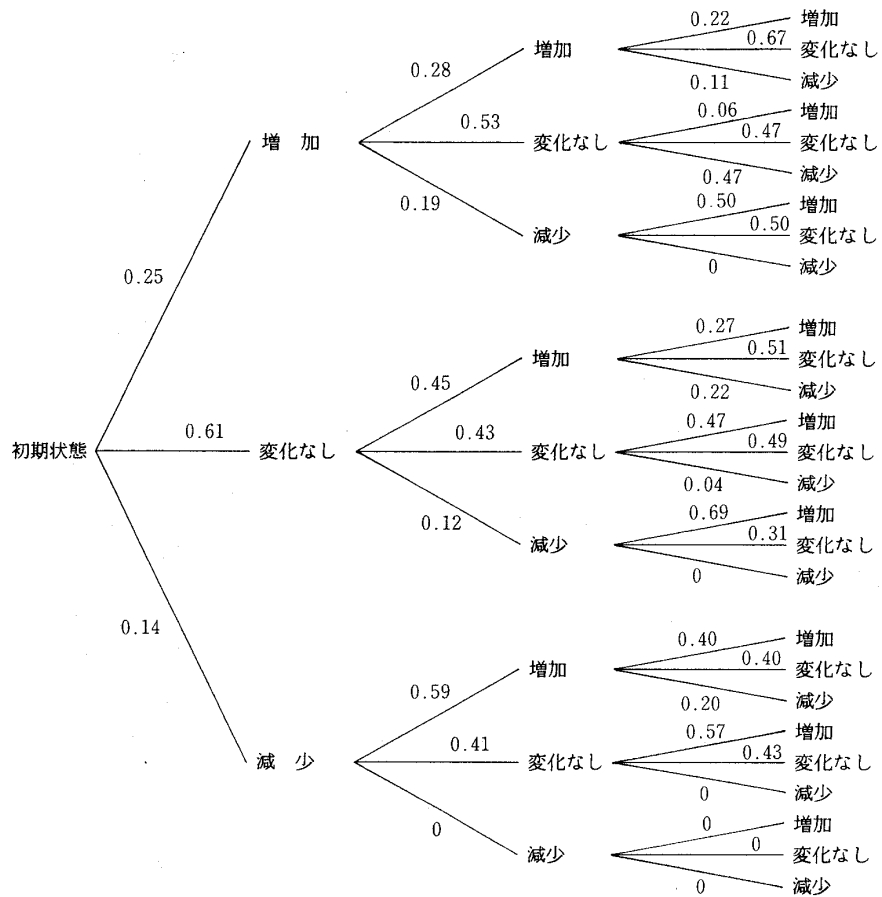 0.22 増加
0.28 増加 0.67 変化なし
0.11 減少
0.06 増加
増 加 0.53 変化なし 0.47 変化なし
0.47 減少
0.19 0.50 増加
減少 0.50 変化なし
0 減少
0.25
0.27 増加
0.45 増加 0.51 変化なし
0.22 減少
0.47 増加
初期状態 0.61 変化なし 0.43 変化なし 0.49 変化なし
0.04 減少
0.12 0.69 増加
減少 0.31 変化なし
0 減少
0.14
0.40 増加
0.59 増加 0.40 変化なし
0.20 減少
0.57 増加
減 少 0.41 変化なし 0.43 変化なし
0 減少
0 0 増加
減少 0 変化なし
0 減少